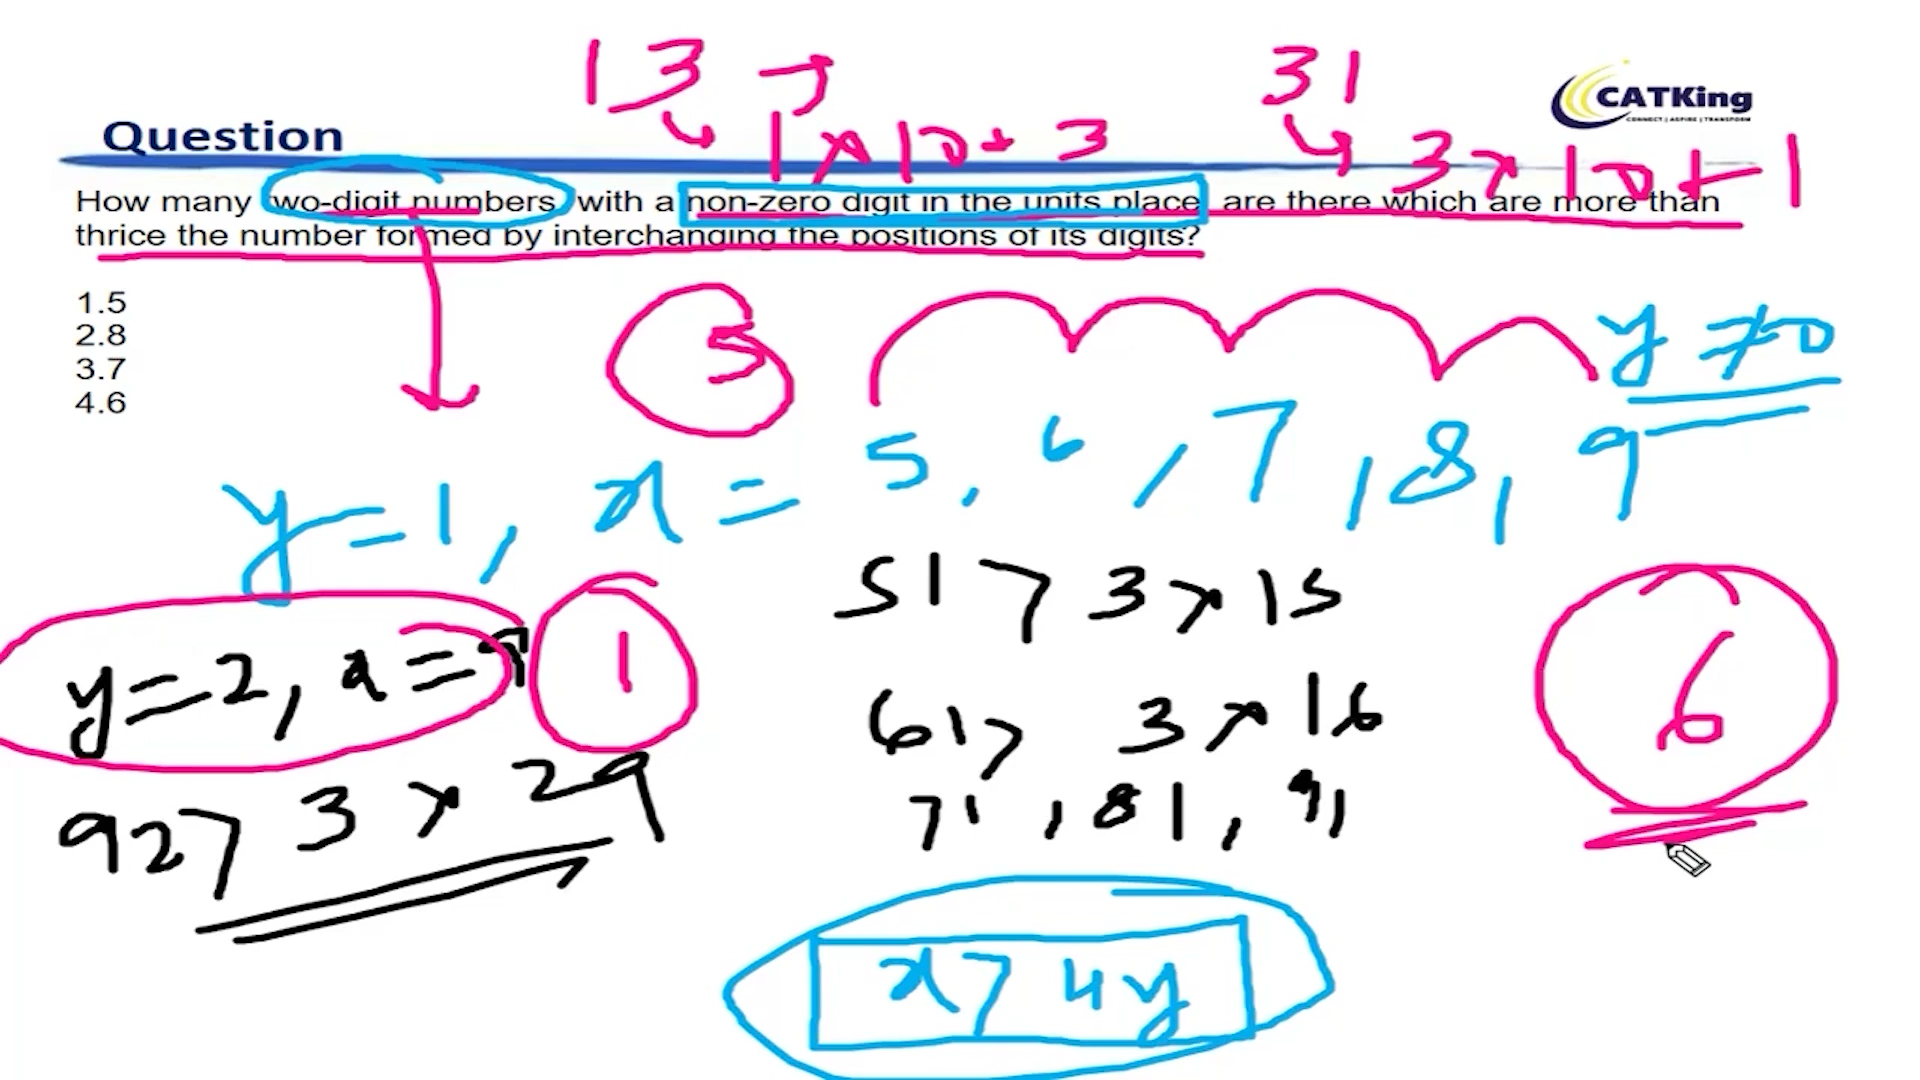 13 → 31
CATKing
CONNECT | ASPIRE | TRANSFORM
Question
↳ 1 x 10 + 3 ↳ 3 x 10 + 1
How many two-digit numbers, with a non-zero digit in the units place, are there which are more than
thrice the number formed by interchanging the positions of its digits?
1.5
2.8
3.7
4.6
5
y ≠ 0
y = 1, x = 5, 6, 7, 8, 9
51 > 3 x 15
y = 2, x = 9 1
61 > 3 x 16
6
92 > 3 x 29
71, 81, 91
x > 4y